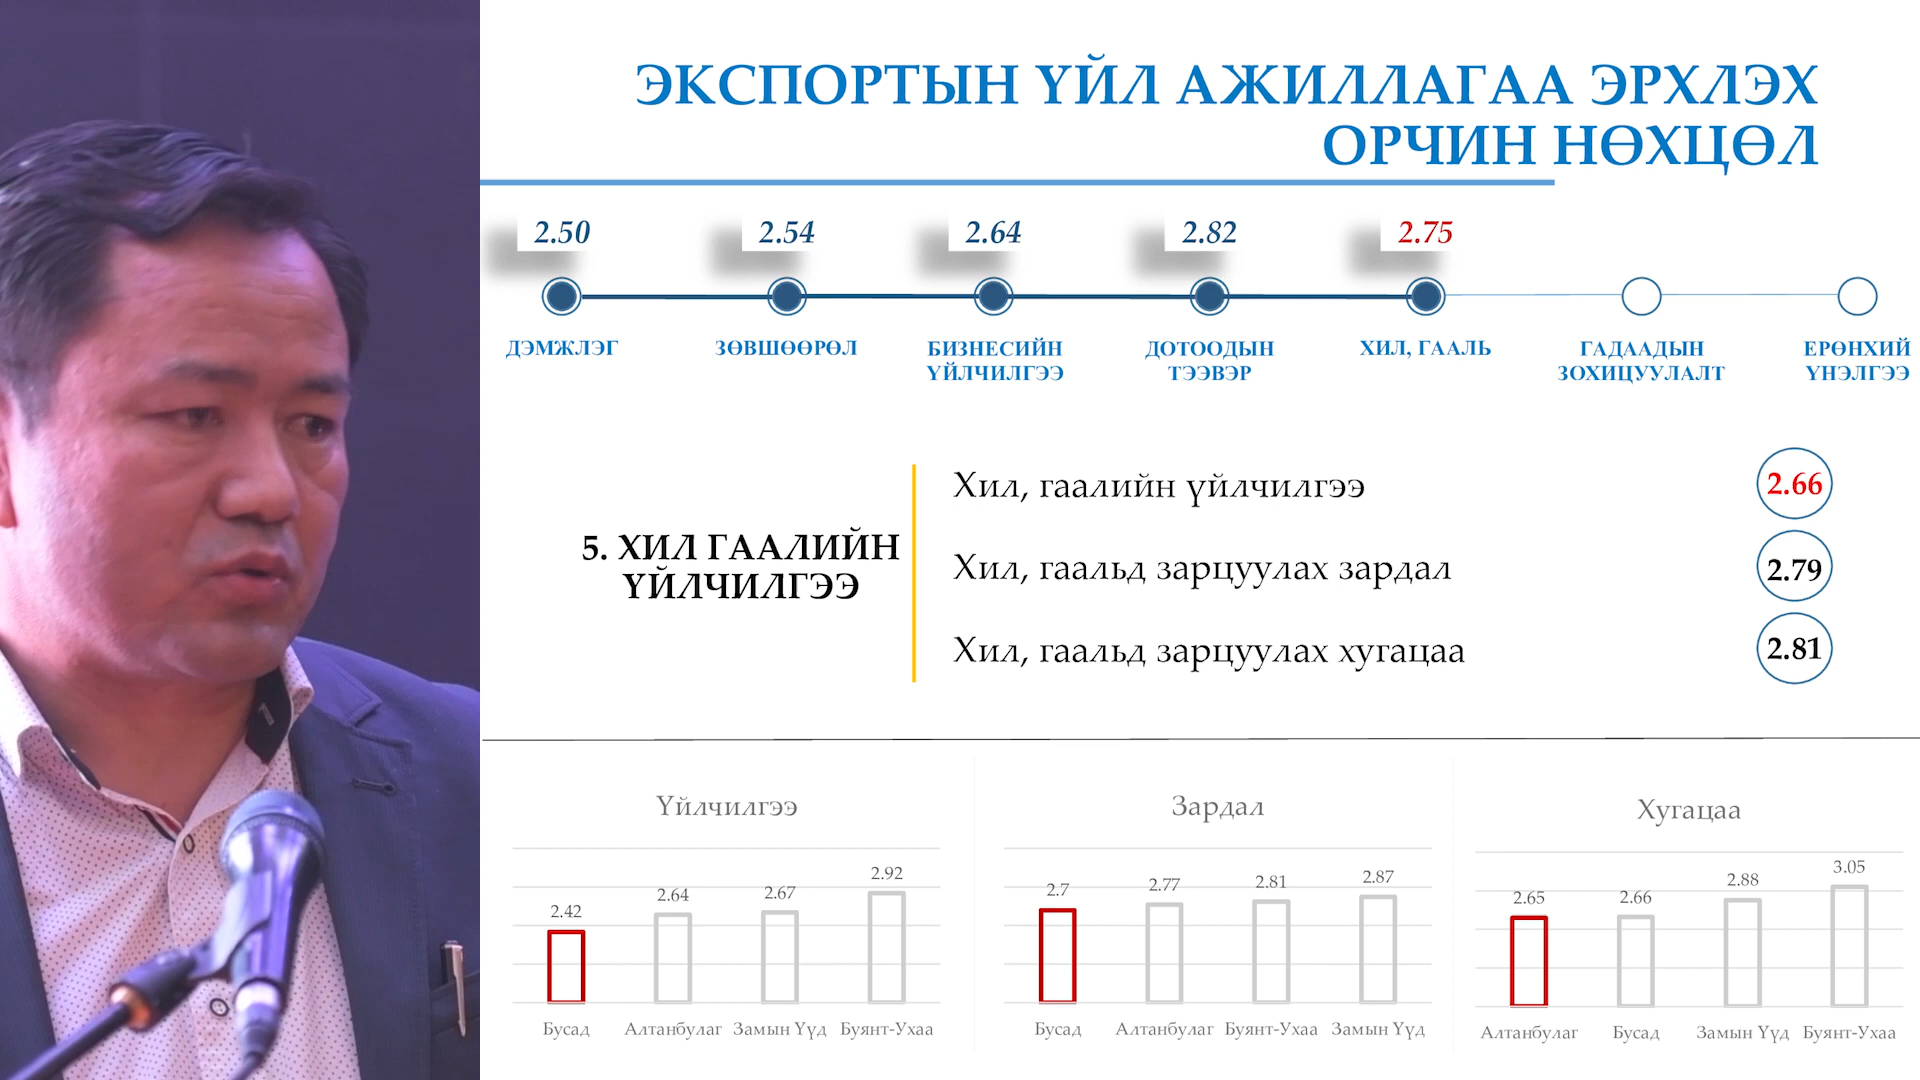 ЭКСПОРТЫН ҮЙЛ АЖИЛЛАГАА ЭРХЛЭХ
ОРЧИН НӨХЦӨЛ
2.50
2.54
2.64
2.82
2.75
ДЭМЖЛЭГ
ЗӨВШӨӨРӨЛ
БИЗНЕСИЙН
ҮЙЛЧИЛГЭЭ
ДОТООДЫН
ТЭЭВЭР
ХИЛ, ГААЛЬ
ГАДААДЫН
ЗОХИЦУУЛАЛТ
ЕРӨНХИЙ
ҮНЭЛГЭЭ
5. ХИЛ ГААЛИЙН
ҮЙЛЧИЛГЭЭ
Хил, гаалийн үйлчилгээ
2.66
Хил, гаальд зарцуулах зардал
2.79
Хил, гаальд зарцуулах хугацаа
2.81
Үйлчилгээ
2.42
2.64
2.67
2.92
Бусад
Алтанбулаг
Замын Үүд
Буянт-Ухаа
Зардал
2.7
2.77
2.81
2.87
Бусад
Алтанбулаг
Буянт-Ухаа
Замын Үүд
Хугацаа
2.65
2.66
2.88
3.05
Алтанбулаг
Бусад
Замын Үүд
Буянт-Ухаа